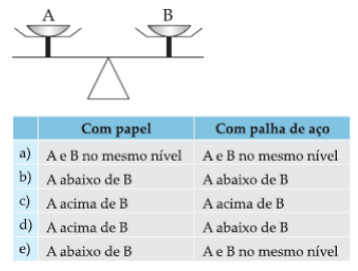 A B
Com papel Com palha de aço
a) A e B no mesmo nível A e B no mesmo nível
b) A abaixo de B A abaixo de B
c) A acima de B A acima de B
d) A acima de B A abaixo de B
e) A abaixo de B A e B no mesmo nível